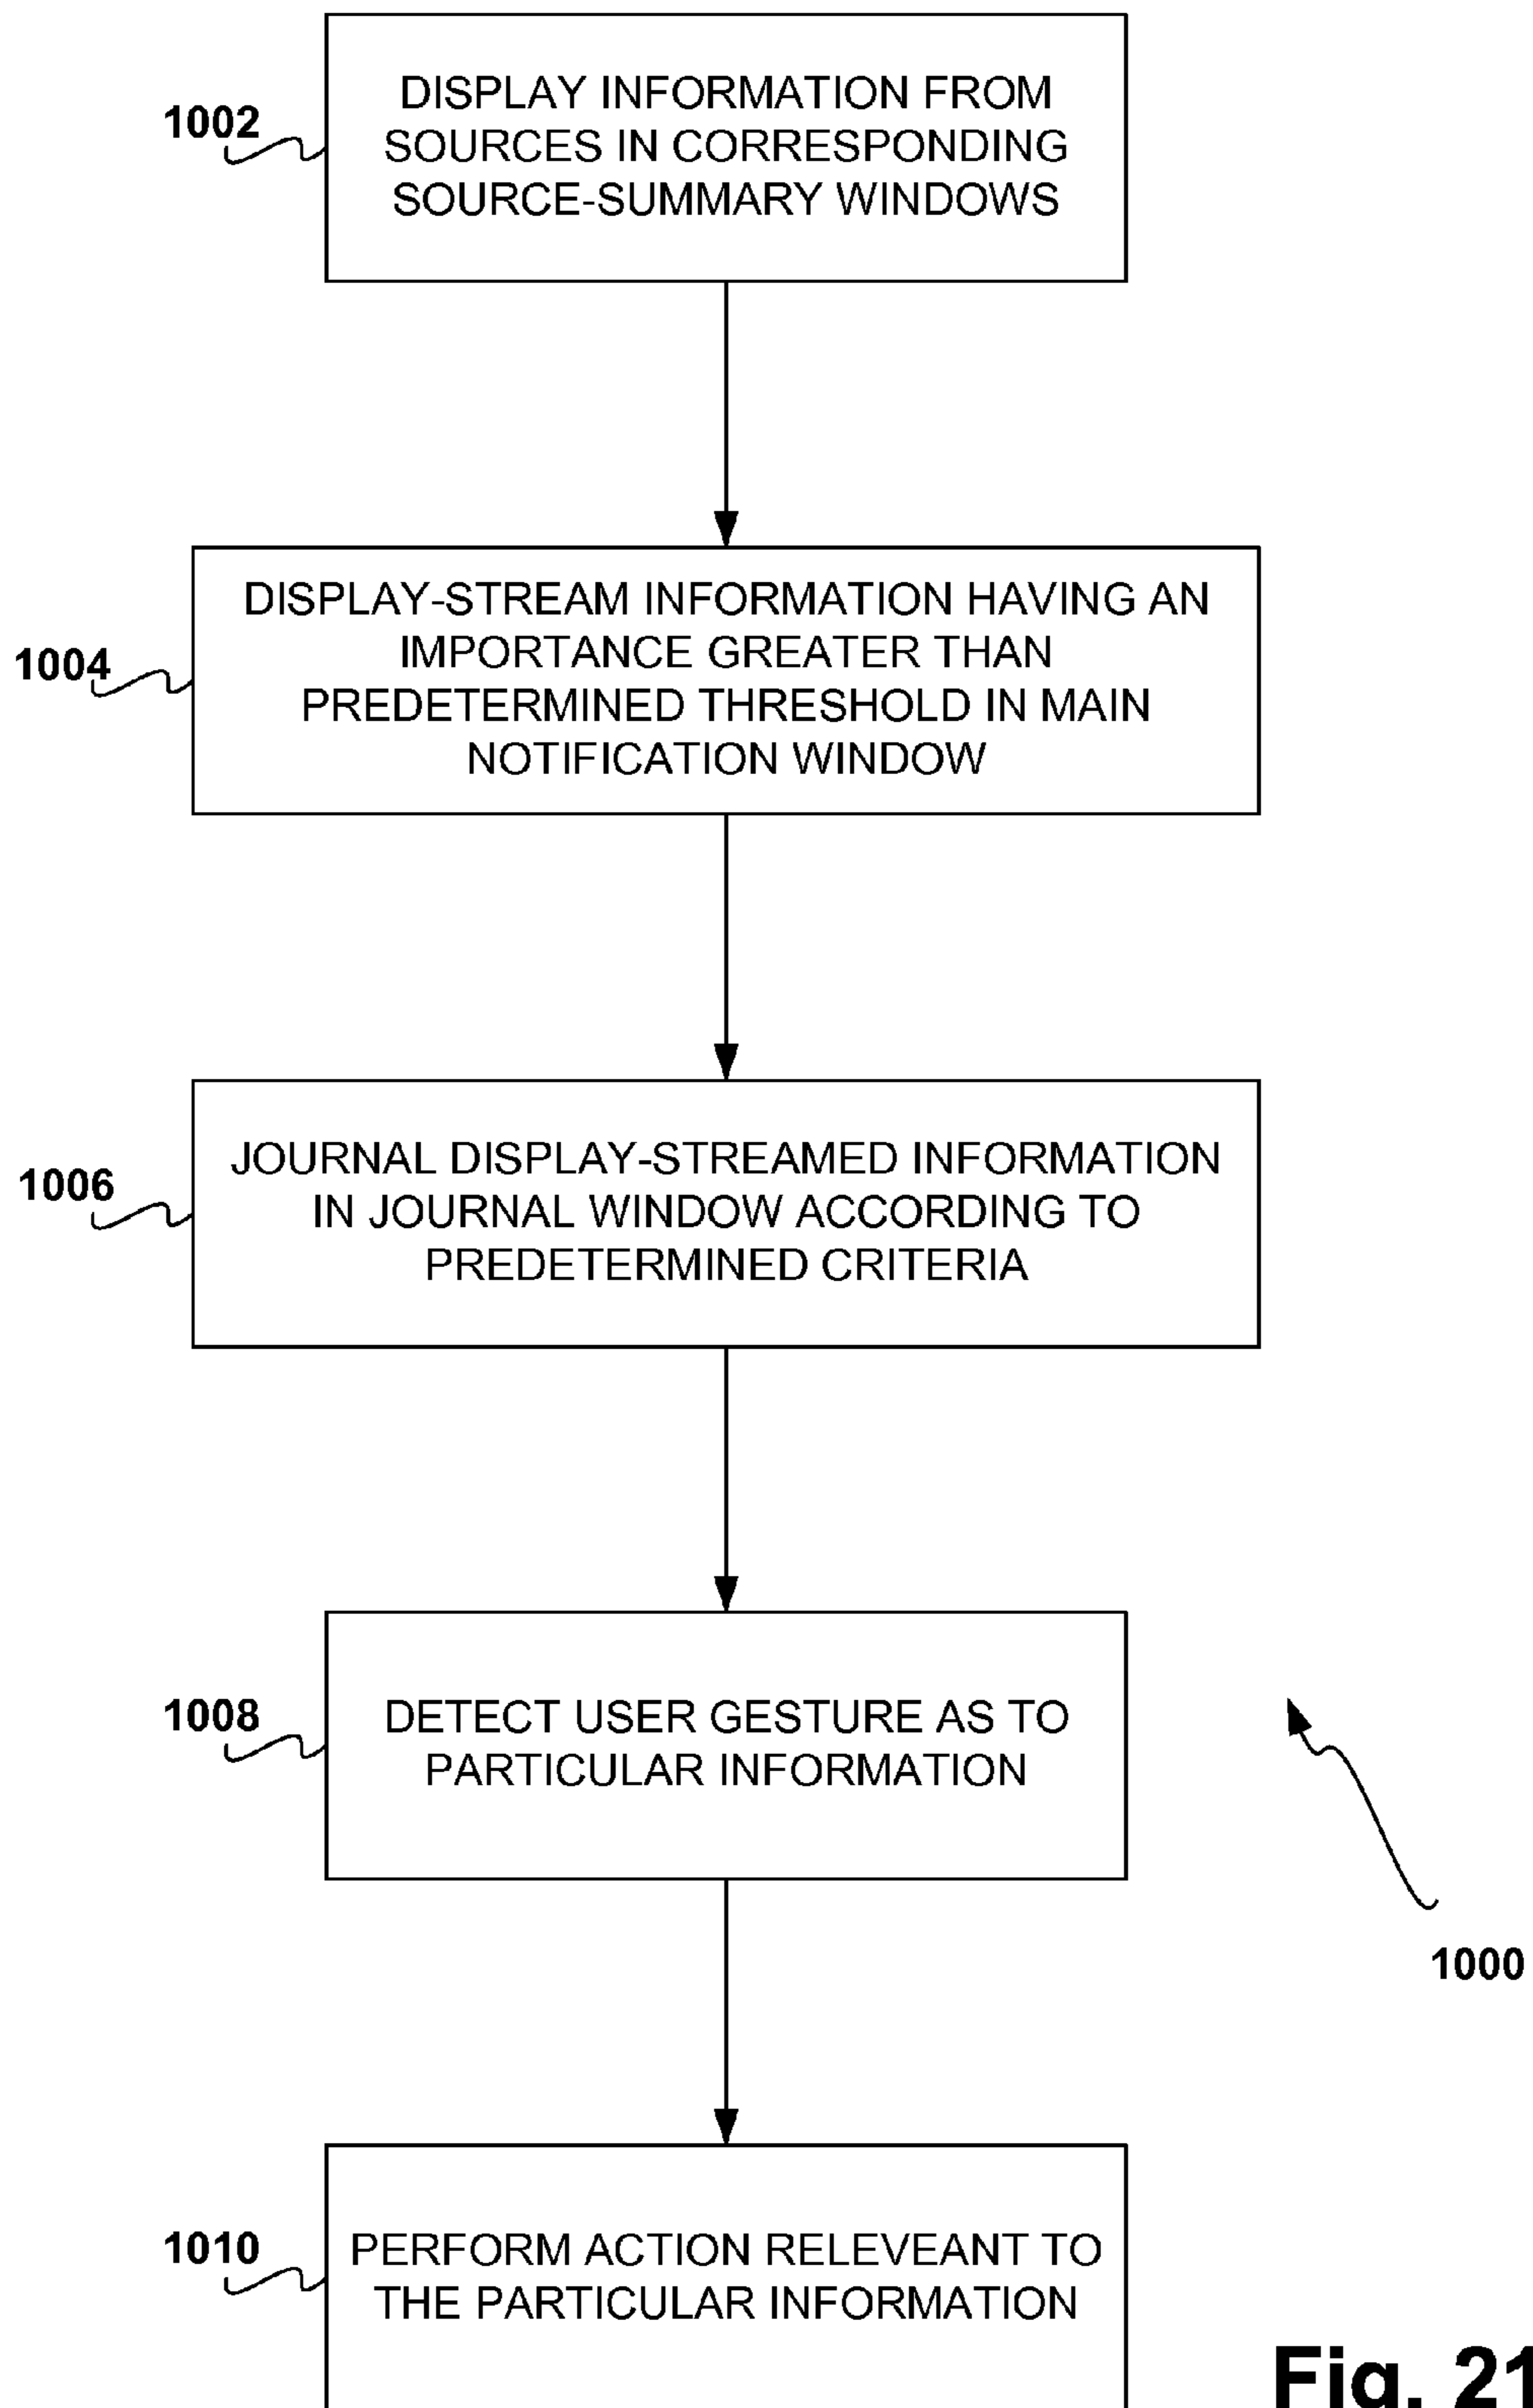 1002
DISPLAY INFORMATION FROM
SOURCES IN CORRESPONDING
SOURCE-SUMMARY WINDOWS
1004
DISPLAY-STREAM INFORMATION HAVING AN
IMPORTANCE GREATER THAN
PREDETERMINED THRESHOLD IN MAIN
NOTIFICATION WINDOW
1006
JOURNAL DISPLAY-STREAMED INFORMATION
IN JOURNAL WINDOW ACCORDING TO
PREDETERMINED CRITERIA
1008
DETECT USER GESTURE AS TO
PARTICULAR INFORMATION
1000
1010
PERFORM ACTION RELEVEANT TO
THE PARTICULAR INFORMATION
Fig. 21